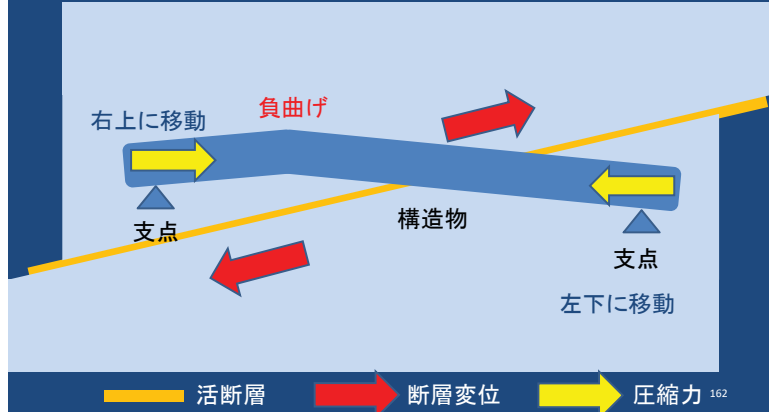 負曲げ
右上に移動
支点
構造物
支点
左下に移動
活断層
断層変位
圧縮力
162